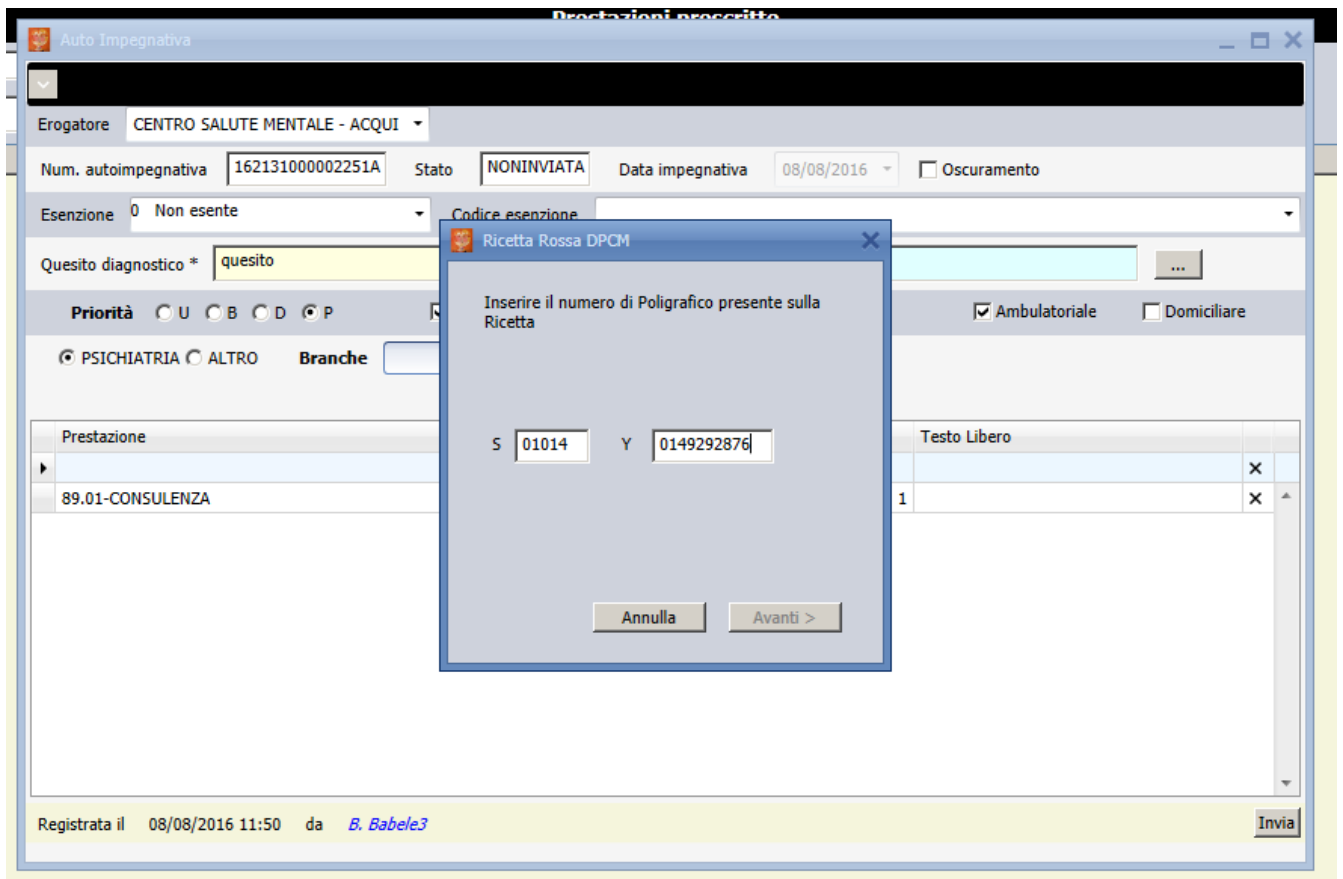 Prestazioni prescritte
Auto Impegnativa
Erogatore CENTRO SALUTE MENTALE - ACQUI
Num. autoimpegnativa 162131000002251A Stato NONINVIATA Data impegnativa 08/08/2016 Oscuramento
Esenzione 0 Non esente Codice esenzione
Ricetta Rossa DPCM
Quesito diagnostico * quesito ...
Inserire il numero di Poligrafico presente sulla
Ricetta
Priorità U B D P Ambulatoriale Domiciliare
PSICHIATRIA ALTRO Branche
Prestazione Testo Libero
S 01014 Y 0149292876
89.01-CONSULENZA 1
Annulla Avanti >
Registrata il 08/08/2016 11:50 da B. Babele3 Invia